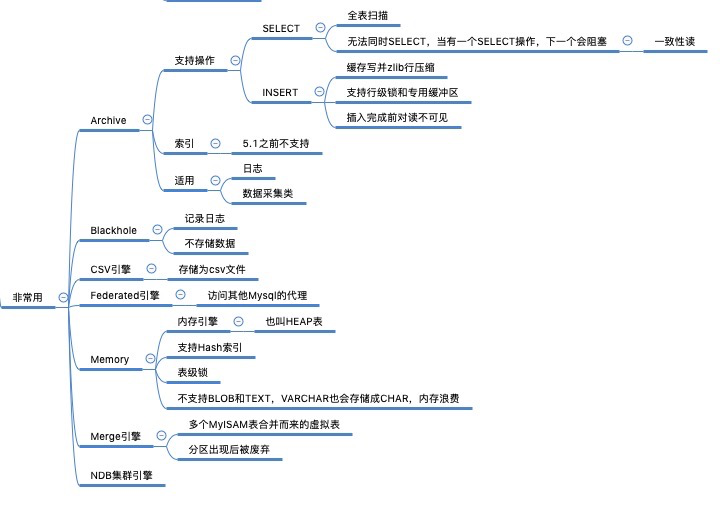 非常用
Archive
支持操作
SELECT
全表扫描
无法同时SELECT，当有一个SELECT操作，下一个会阻塞
一致性读
INSERT
缓存写并zlib行压缩
支持行级锁和专用缓冲区
插入完成前对读不可见
索引
5.1之前不支持
适用
日志
数据采集类
Blackhole
记录日志
不存储数据
CSV引擎
存储为csv文件
Federated引擎
访问其他Mysql的代理
Memory
内存引擎
也叫HEAP表
支持Hash索引
表级锁
不支持BLOB和TEXT，VARCHAR也会存储成CHAR，内存浪费
Merge引擎
多个MyISAM表合并而来的虚拟表
分区出现后被废弃
NDB集群引擎